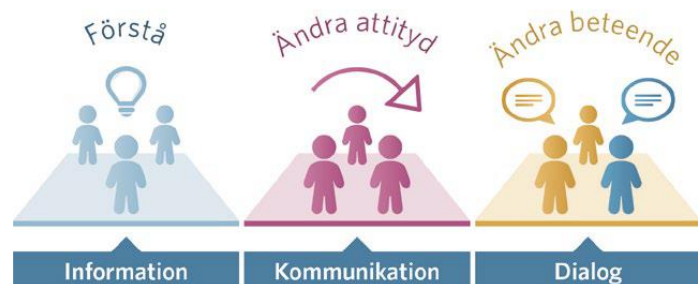 Förstå
Ändra attityd
Ändra beteende
Information
Kommunikation
Dialog